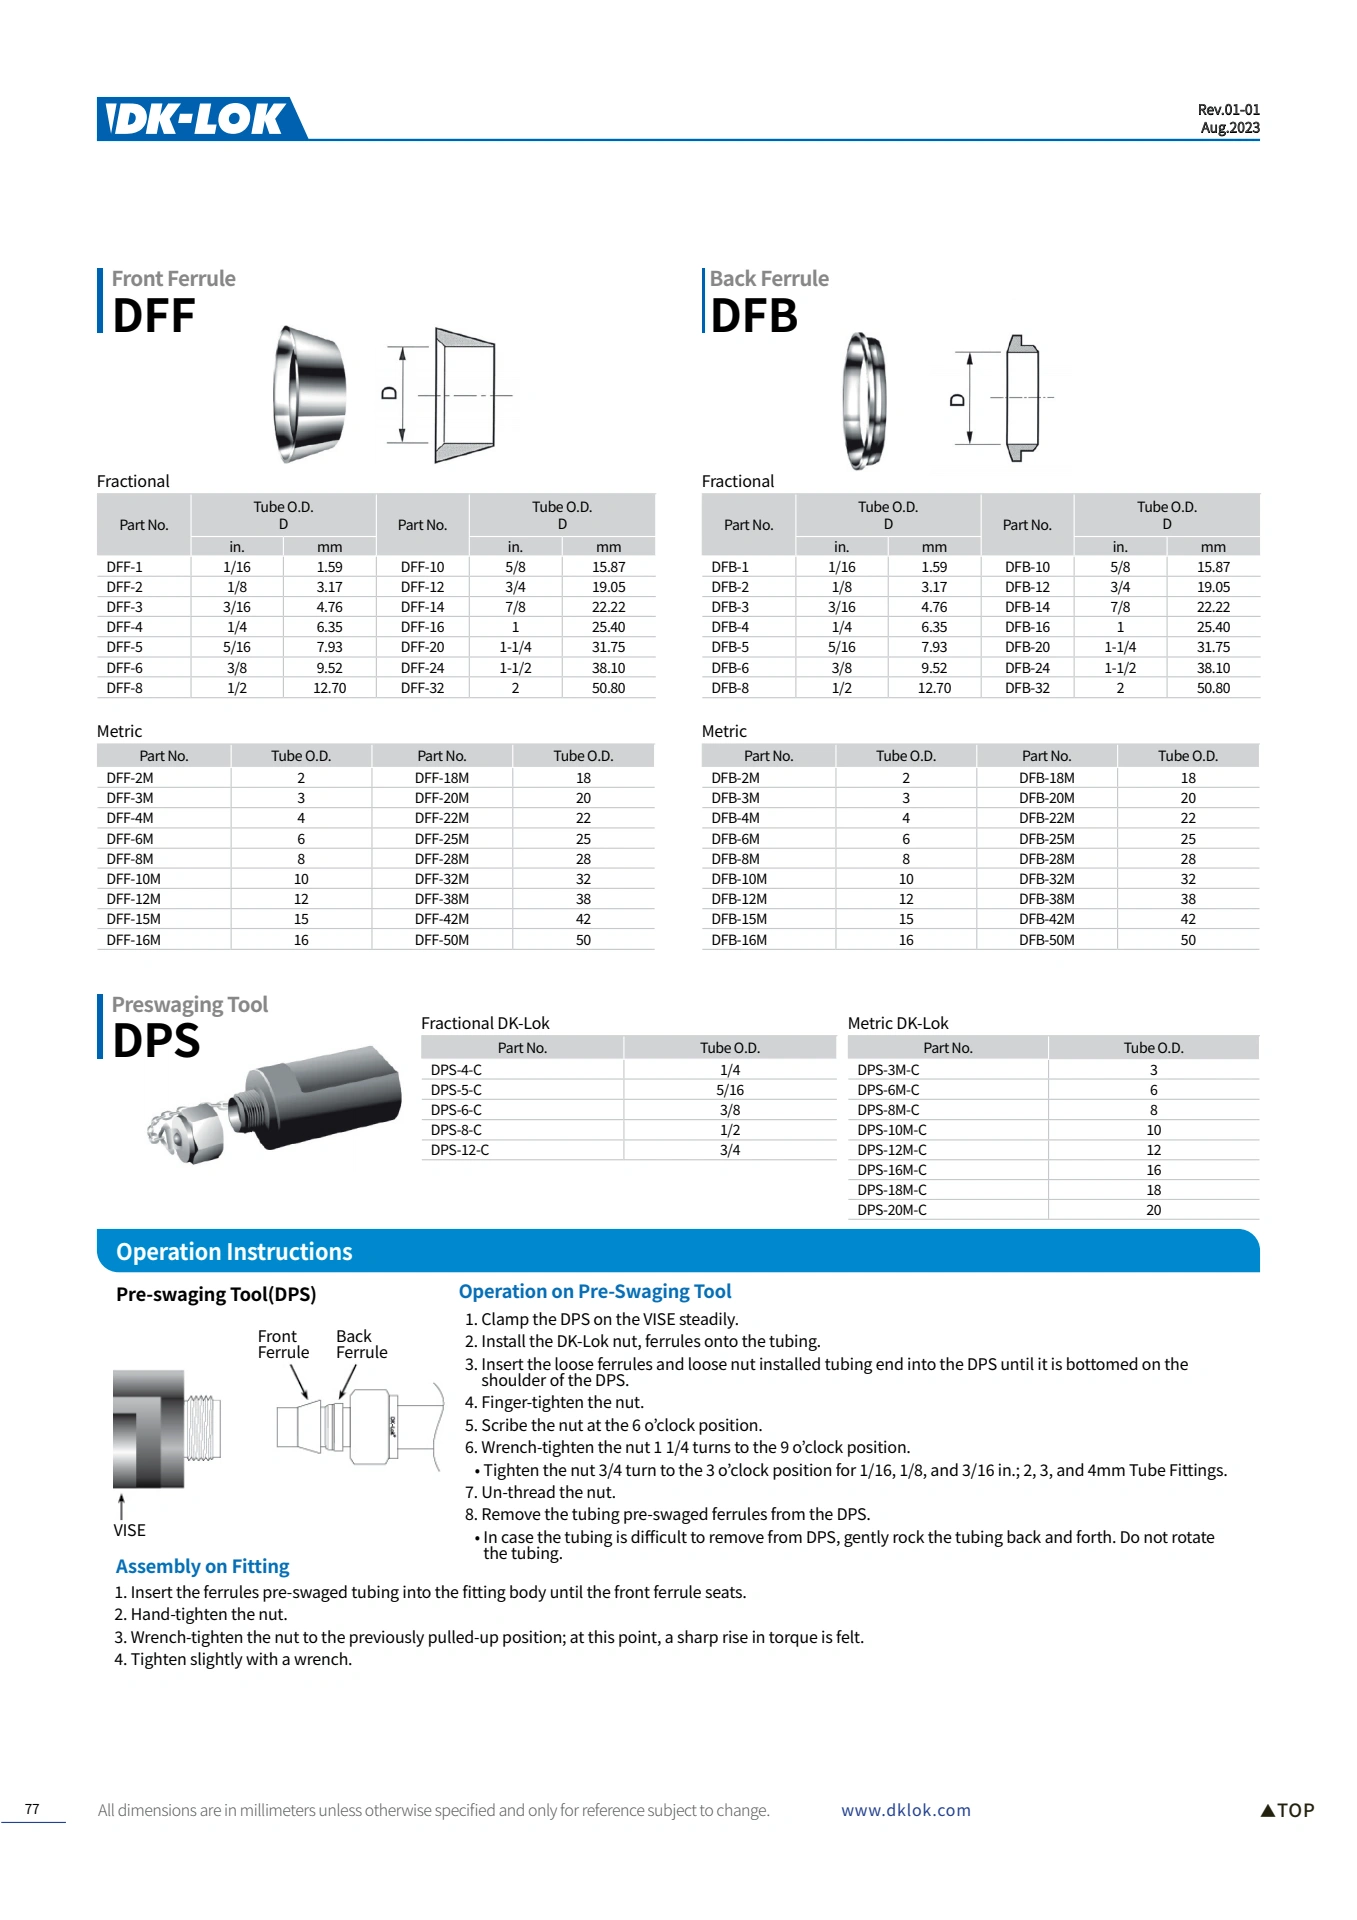 DK-LOK
Rev.01-01
Aug.2023
Front Ferrule
DFF
D
Fractional
Part No. Tube O.D. D Part No. Tube O.D. D
in. mm in. mm
DFF-1 1/16 1.59 DFF-10 5/8 15.87
DFF-2 1/8 3.17 DFF-12 3/4 19.05
DFF-3 3/16 4.76 DFF-14 7/8 22.22
DFF-4 1/4 6.35 DFF-16 1 25.40
DFF-5 5/16 7.93 DFF-20 1-1/4 31.75
DFF-6 3/8 9.52 DFF-24 1-1/2 38.10
DFF-8 1/2 12.70 DFF-32 2 50.80
Metric
Part No. Tube O.D. Part No. Tube O.D.
DFF-2M 2 DFF-18M 18
DFF-3M 3 DFF-20M 20
DFF-4M 4 DFF-22M 22
DFF-6M 6 DFF-25M 25
DFF-8M 8 DFF-28M 28
DFF-10M 10 DFF-32M 32
DFF-12M 12 DFF-38M 38
DFF-15M 15 DFF-42M 42
DFF-16M 16 DFF-50M 50
Back Ferrule
DFB
D
Fractional
Part No. Tube O.D. D Part No. Tube O.D. D
in. mm in. mm
DFB-1 1/16 1.59 DFB-10 5/8 15.87
DFB-2 1/8 3.17 DFB-12 3/4 19.05
DFB-3 3/16 4.76 DFB-14 7/8 22.22
DFB-4 1/4 6.35 DFB-16 1 25.40
DFB-5 5/16 7.93 DFB-20 1-1/4 31.75
DFB-6 3/8 9.52 DFB-24 1-1/2 38.10
DFB-8 1/2 12.70 DFB-32 2 50.80
Metric
Part No. Tube O.D. Part No. Tube O.D.
DFB-2M 2 DFB-18M 18
DFB-3M 3 DFB-20M 20
DFB-4M 4 DFB-22M 22
DFB-6M 6 DFB-25M 25
DFB-8M 8 DFB-28M 28
DFB-10M 10 DFB-32M 32
DFB-12M 12 DFB-38M 38
DFB-15M 15 DFB-42M 42
DFB-16M 16 DFB-50M 50
Preswaging Tool
DPS
Fractional DK-Lok
Part No. Tube O.D.
DPS-4-C 1/4
DPS-5-C 5/16
DPS-6-C 3/8
DPS-8-C 1/2
DPS-12-C 3/4
Metric DK-Lok
Part No. Tube O.D.
DPS-3M-C 3
DPS-6M-C 6
DPS-8M-C 8
DPS-10M-C 10
DPS-12M-C 12
DPS-16M-C 16
DPS-18M-C 18
DPS-20M-C 20
Operation Instructions
Pre-swaging Tool(DPS)
Front Ferrule
Back Ferrule
DK-Lok®
VISE
Operation on Pre-Swaging Tool
1. Clamp the DPS on the VISE steadily.
2. Install the DK-Lok nut, ferrules onto the tubing.
3. Insert the loose ferrules and loose nut installed tubing end into the DPS until it is bottomed on the
shoulder of the DPS.
4. Finger-tighten the nut.
5. Scribe the nut at the 6 o’clock position.
6. Wrench-tighten the nut 1 1/4 turns to the 9 o’clock position.
• Tighten the nut 3/4 turn to the 3 o’clock position for 1/16, 1/8, and 3/16 in.; 2, 3, and 4mm Tube Fittings.
7. Un-thread the nut.
8. Remove the tubing pre-swaged ferrules from the DPS.
• In case the tubing is difficult to remove from DPS, gently rock the tubing back and forth. Do not rotate
the tubing.
Assembly on Fitting
1. Insert the ferrules pre-swaged tubing into the fitting body until the front ferrule seats.
2. Hand-tighten the nut.
3. Wrench-tighten the nut to the previously pulled-up position; at this point, a sharp rise in torque is felt.
4. Tighten slightly with a wrench.
77
All dimensions are in millimeters unless otherwise specified and only for reference subject to change.
www.dklok.com
▲TOP